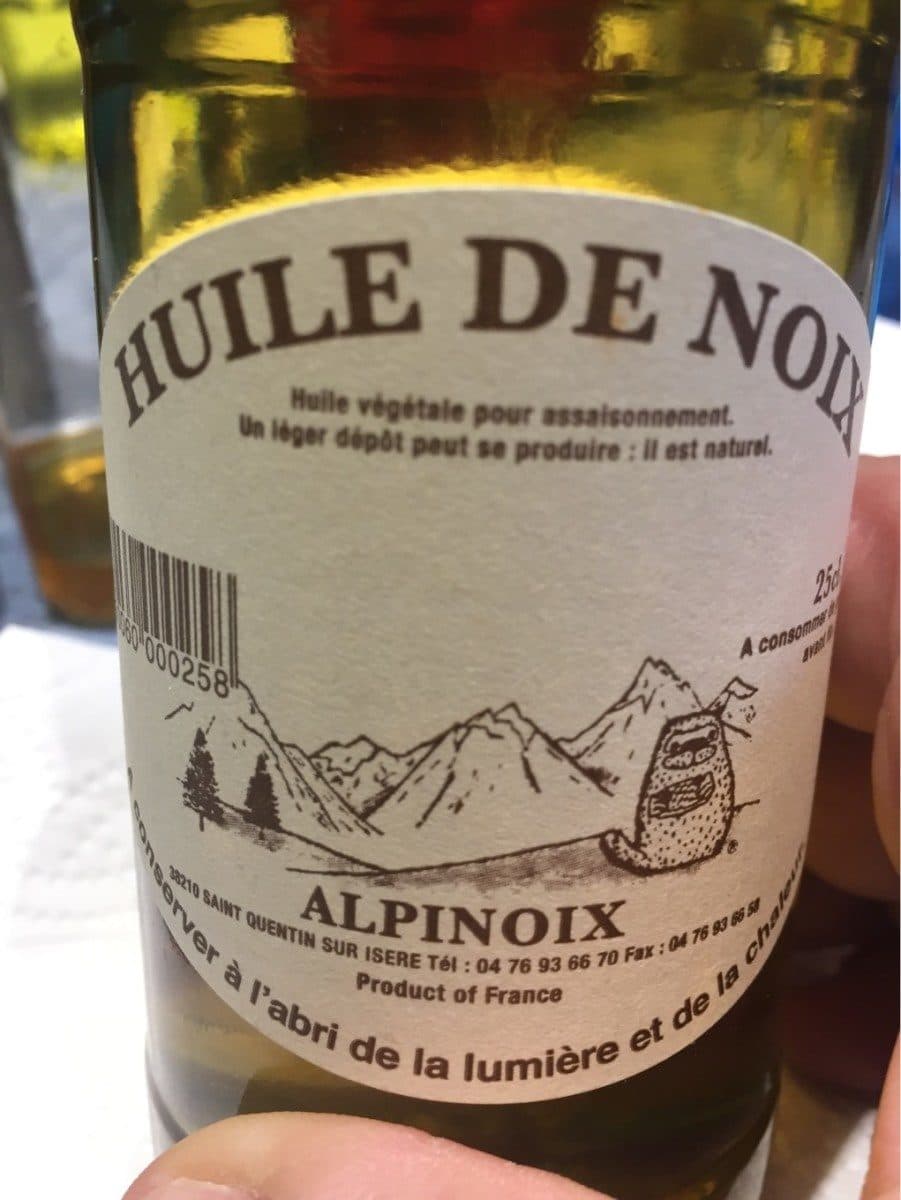 HUILE DE NOIX
Huile végétale pour assaisonnement.
Un léger dépôt peut se produire : il est naturel.
25cl
A consommer de
avant
000258
ALPINOIX
38210 SAINT QUENTIN SUR ISERE Tél : 04 76 93 66 70 Fax : 04 76 93 66 58
Product of France
conserver à l'abri de la lumière et de la chaleur
®